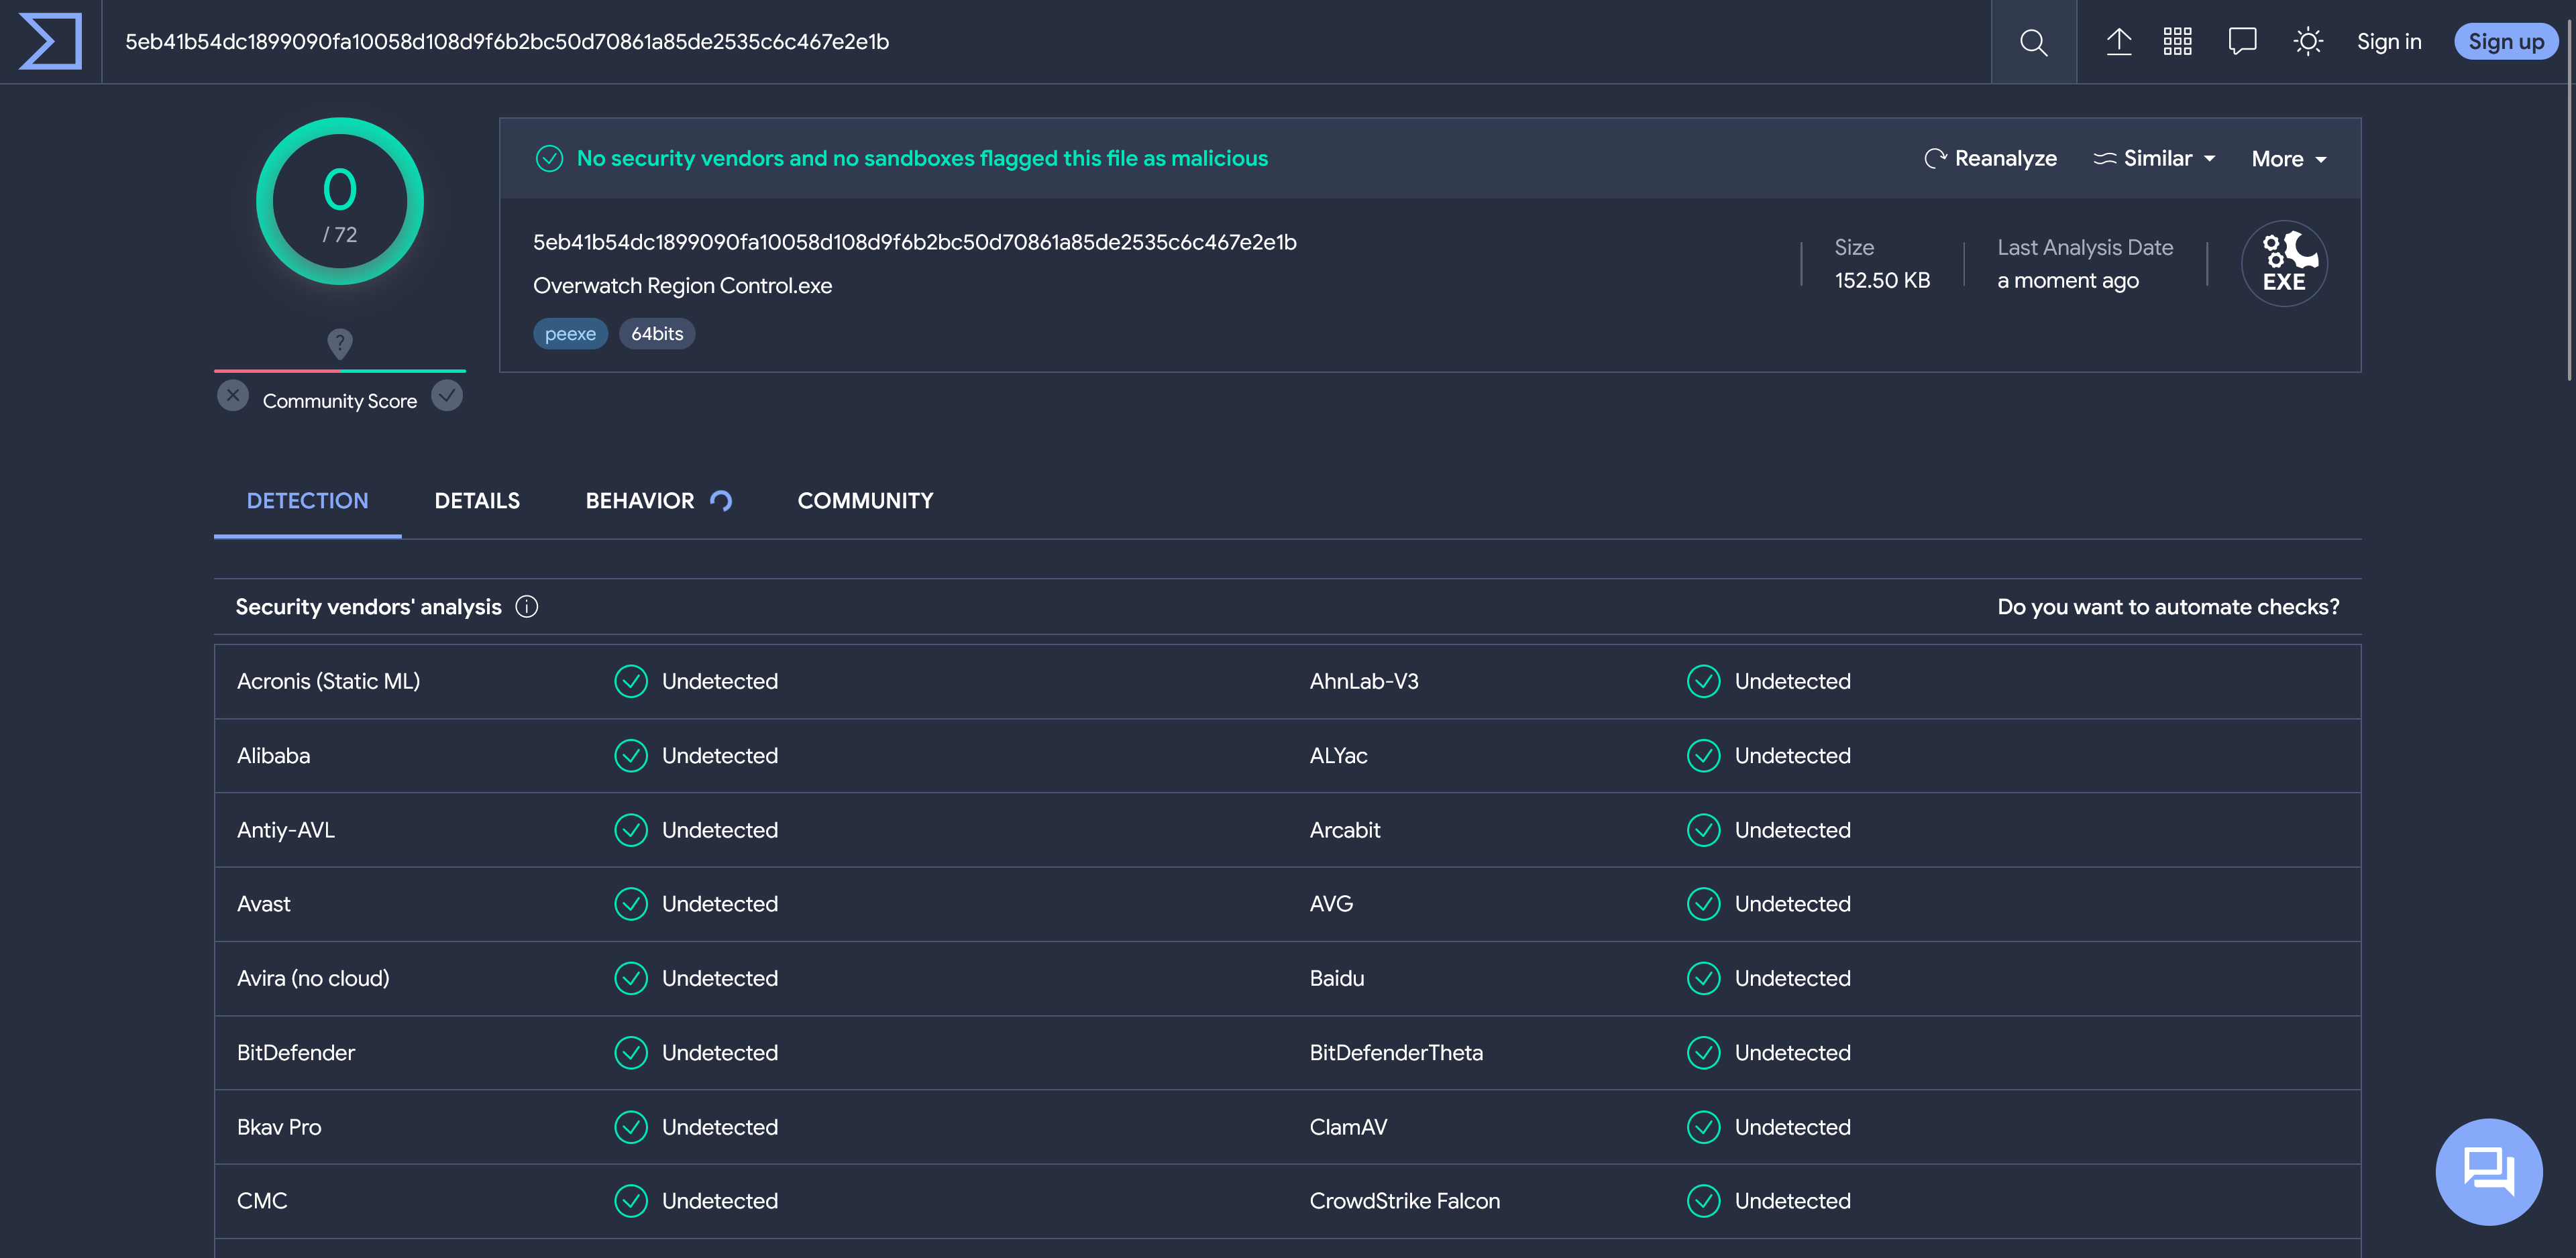 5eb41b54dc1899090fa10058d108d9f6b2bc50d70861a85de2535c6c467e2e1b
Sign in
Sign up
0
/ 72
No security vendors and no sandboxes flagged this file as malicious
Reanalyze
Similar
More
5eb41b54dc1899090fa10058d108d9f6b2bc50d70861a85de2535c6c467e2e1b
Overwatch Region Control.exe
peexe
64bits
Size
152.50 KB
Last Analysis Date
a moment ago
EXE
?
Community Score
DETECTION
DETAILS
BEHAVIOR
COMMUNITY
Security vendors' analysis
Do you want to automate checks?
Acronis (Static ML)
Undetected
AhnLab-V3
Undetected
Alibaba
Undetected
ALYac
Undetected
Antiy-AVL
Undetected
Arcabit
Undetected
Avast
Undetected
AVG
Undetected
Avira (no cloud)
Undetected
Baidu
Undetected
BitDefender
Undetected
BitDefenderTheta
Undetected
Bkav Pro
Undetected
ClamAV
Undetected
CMC
Undetected
CrowdStrike Falcon
Undetected